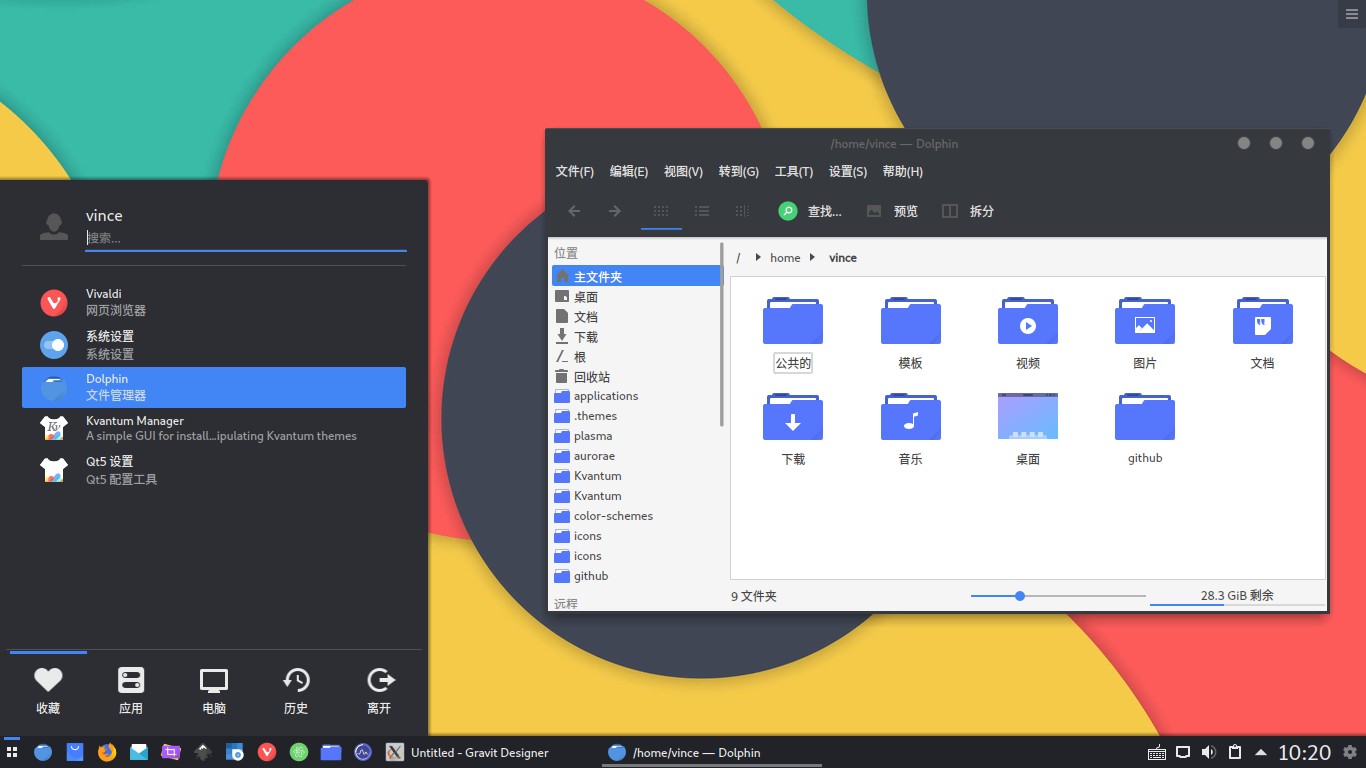 vince
搜索...
Vivaldi
网页浏览器
系统设置
系统设置
Dolphin
文件管理器
Kvantum Manager
A simple GUI for install...ipulating Kvantum themes
Qt5 设置
Qt5 配置工具
收藏 应用 电脑 历史 离开
/home/vince — Dolphin
文件(F) 编辑(E) 视图(V) 转到(G) 工具(T) 设置(S) 帮助(H)
查找... 预览 拆分
位置
主文件夹
桌面
文档
下载
根
回收站
applications
.themes
plasma
aurorae
Kvantum
Kvantum
color-schemes
icons
icons
github
远程
/ home vince
公共的 模板 视频 图片 文档
下载 音乐 桌面 github
9 文件夹 28.3 GiB 剩余
Untitled - Gravit Designer /home/vince — Dolphin 10:20